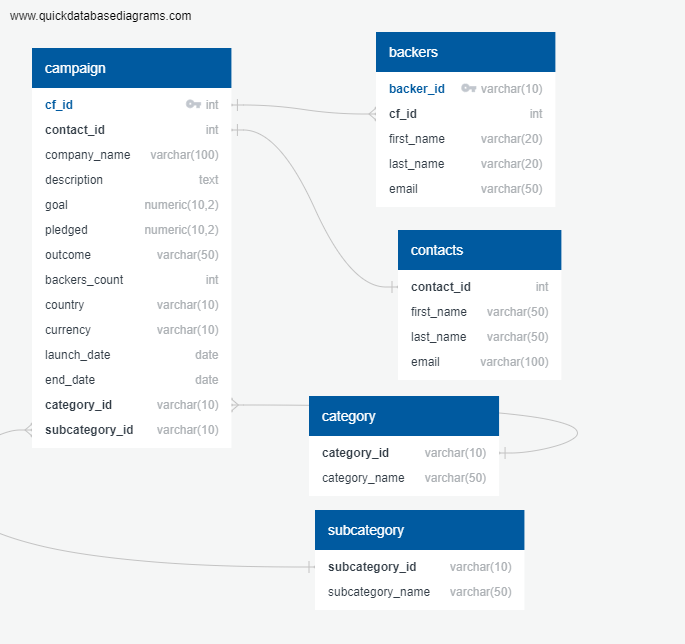 www.quickdatabasediagrams.com
campaign
cf_id int
contact_id int
company_name varchar(100)
description text
goal numeric(10,2)
pledged numeric(10,2)
outcome varchar(50)
backers_count int
country varchar(10)
currency varchar(10)
launch_date date
end_date date
category_id varchar(10)
subcategory_id varchar(10)
backers
backer_id varchar(10)
cf_id int
first_name varchar(20)
last_name varchar(20)
email varchar(50)
contacts
contact_id int
first_name varchar(50)
last_name varchar(50)
email varchar(100)
category
category_id varchar(10)
category_name varchar(50)
subcategory
subcategory_id varchar(10)
subcategory_name varchar(50)